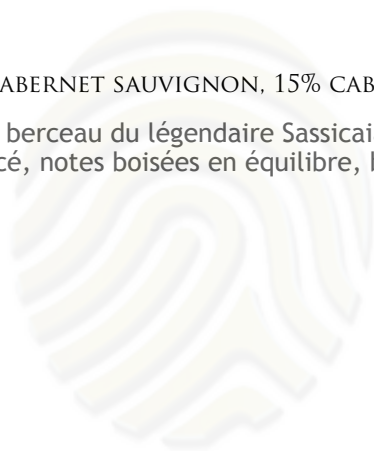 ABERNET SAUVIGNON, 15% CAB
berceau du légendaire Sassicai
cé, notes boisées en équilibre, b